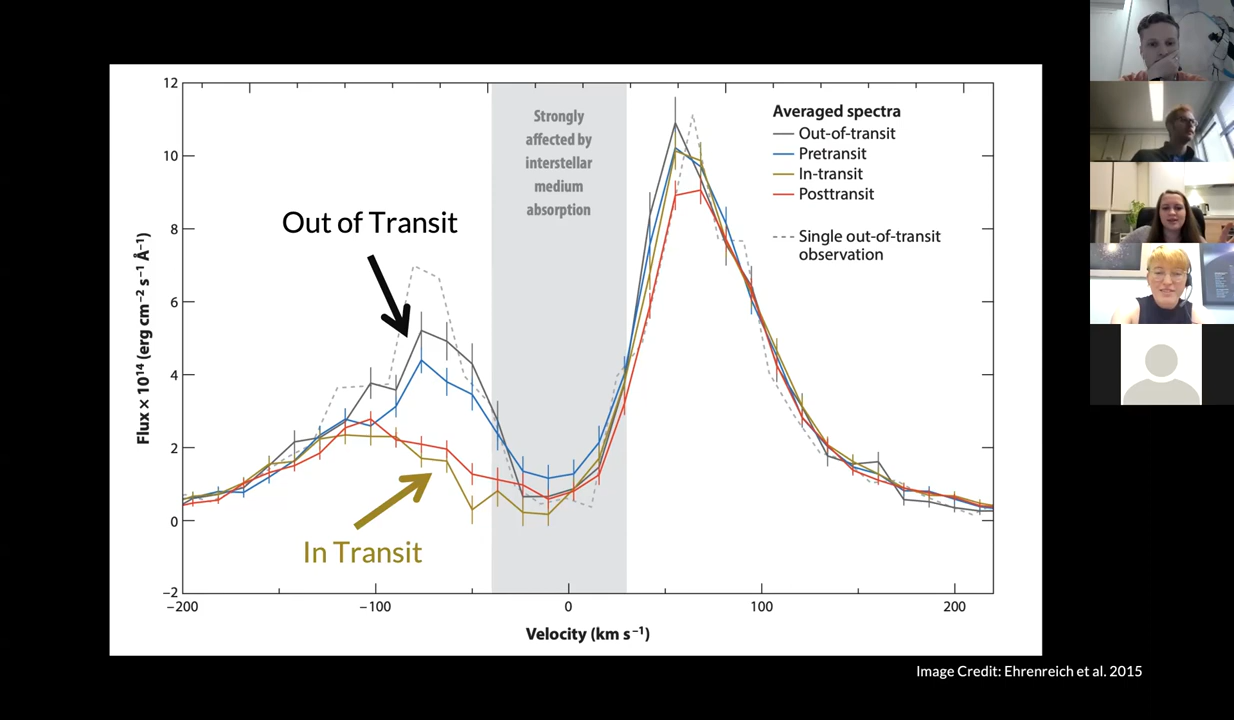 12
10
8
6
4
2
0
−2
Flux × 10¹⁴ (erg cm⁻² s⁻¹ Å⁻¹)
Strongly
affected by
interstellar
medium
absorption
Averaged spectra
Out-of-transit
Pretransit
In-transit
Posttransit
Single out-of-transit
observation
Out of Transit
In Transit
−200
−100
0
100
200
Velocity (km s⁻¹)
Image Credit: Ehrenreich et al. 2015